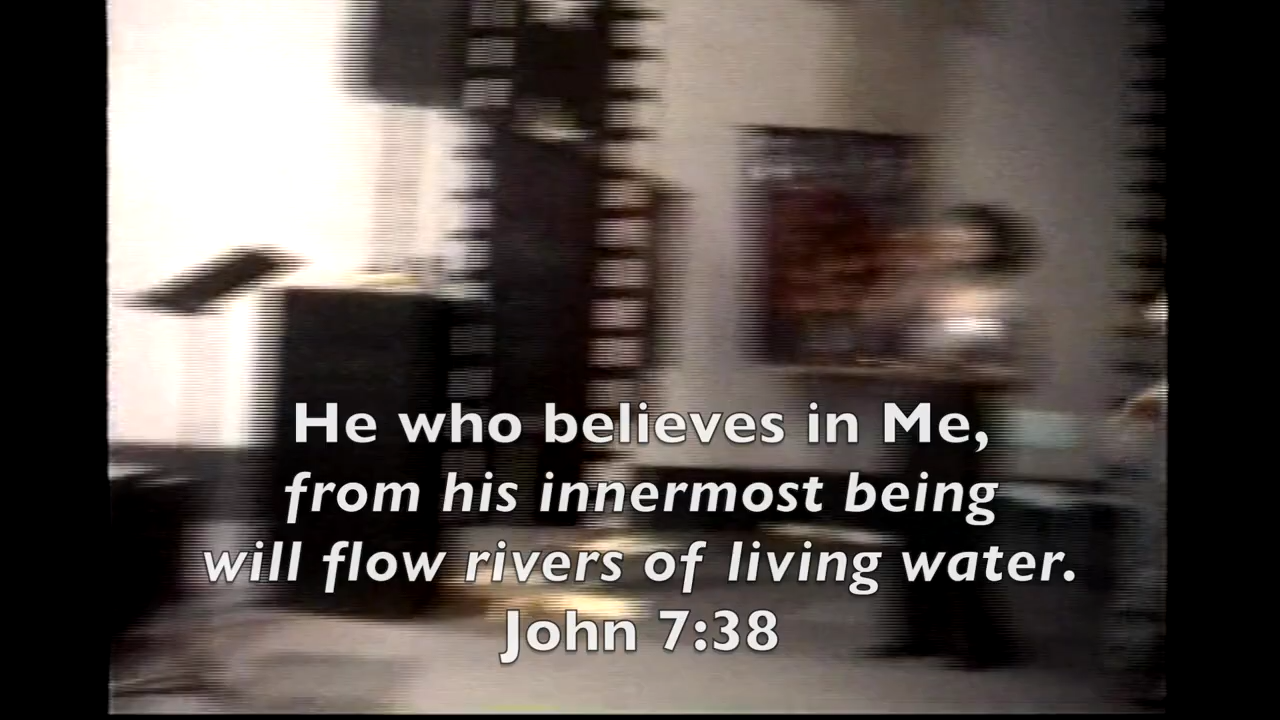 He who believes in Me,
from his innermost being
will flow rivers of living water.
John 7:38